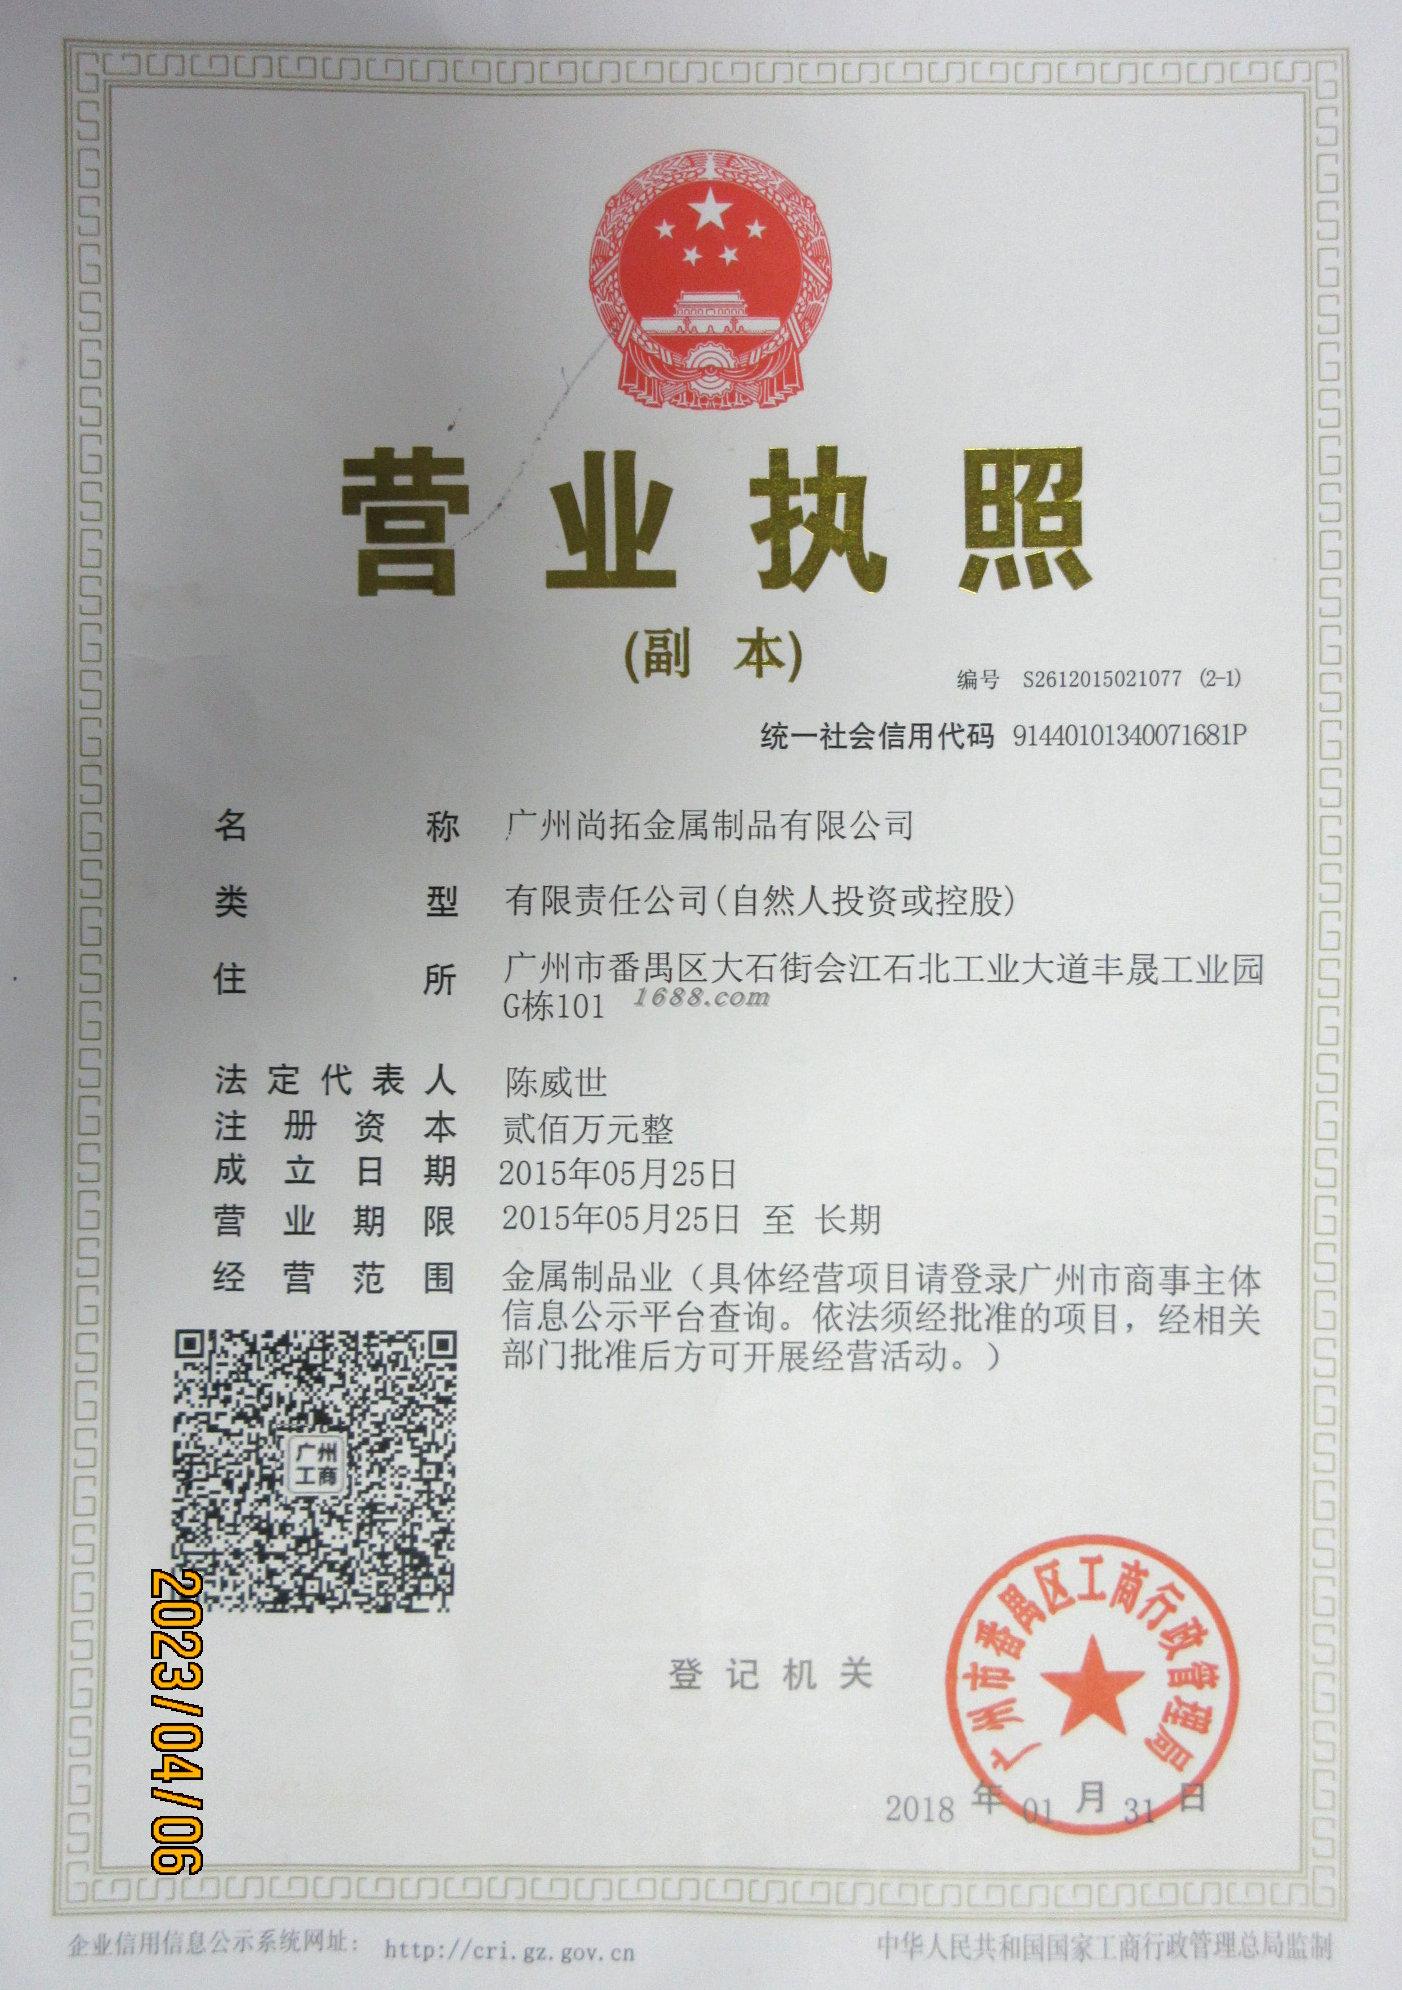 营业执照
(副 本)
编号 S2612015021077 (2-1)
统一社会信用代码 91440101340071681P
名 称 广州尚拓金属制品有限公司
类 型 有限责任公司(自然人投资或控股)
住 所 广州市番禺区大石街会江石北工业大道丰晟工业园
G栋101
1688.com
法定代表人 陈威世
注册资本 贰佰万元整
成立日期 2015年05月25日
营业期限 2015年05月25日 至 长期
经营范围 金属制品业（具体经营项目请登录广州市商事主体
信息公示平台查询。依法须经批准的项目，经相关
部门批准后方可开展经营活动。）
广州
工商
广州市番禺区工商行政管理局
登记机关
2018 年 01 月 31 日
2023/04/06
企业信用信息公示系统网址： http://cri.gz.gov.cn
中华人民共和国国家工商行政管理总局监制